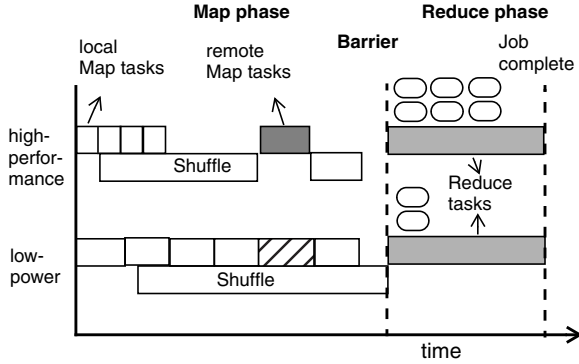 Map phase
Reduce phase
local
Map tasks
remote
Map tasks
Barrier
Job
complete
high-
perfor-
mance
Shuffle
Reduce
tasks
low-
power
Shuffle
time